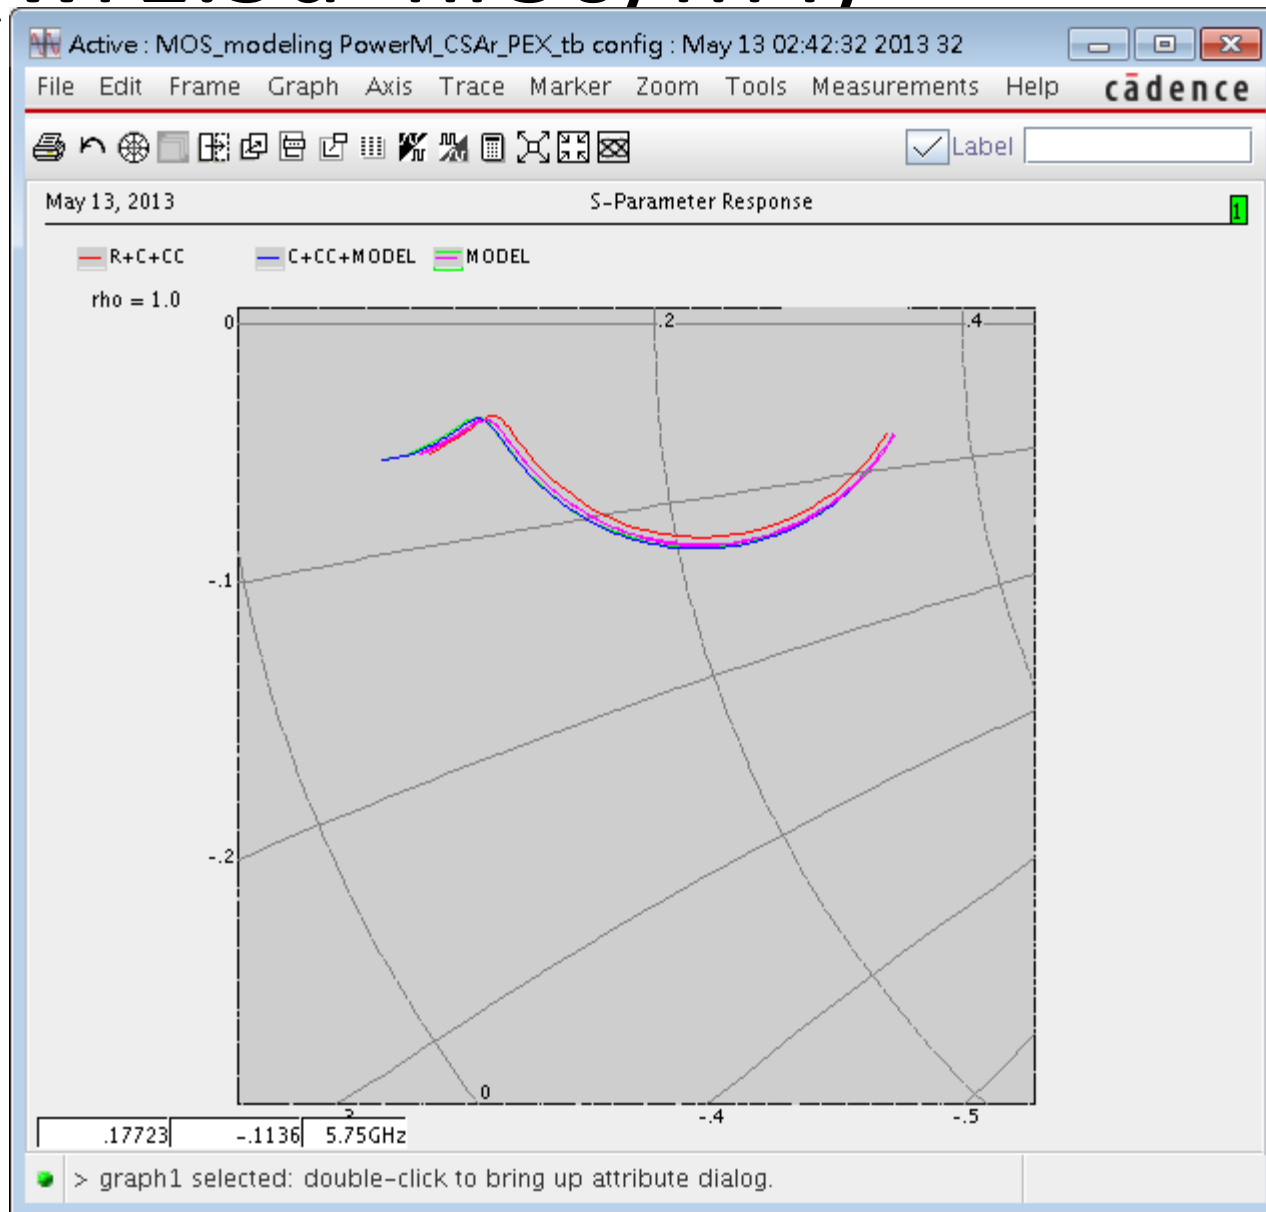 Active : MOS_modeling PowerM_CSAr_PEX_tb config : May 13 02:42:32 2013 32
File Edit Frame Graph Axis Trace Marker Zoom Tools Measurements Help cādence
Label
May 13, 2013 S-Parameter Response 1
R+C+CC C+CC+MODEL MODEL
rho = 1.0
0 .2 .4
-.1
-.2
0
-.4 -.5
.17723 -.1136 5.75GHz
> graph1 selected: double-click to bring up attribute dialog.